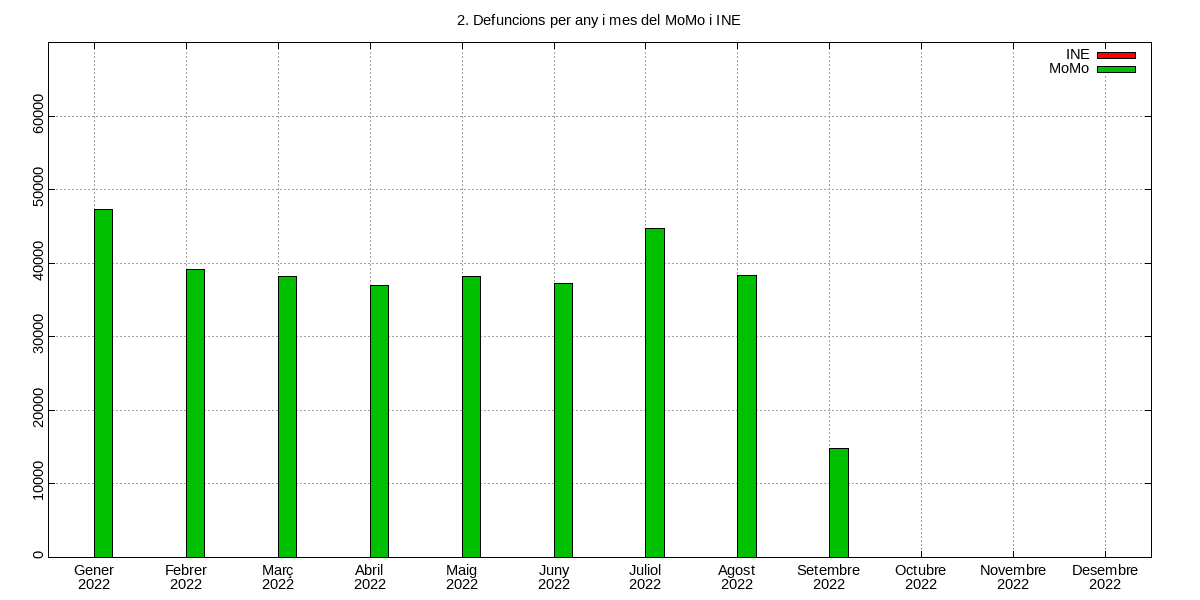 2. Defuncions per any i mes del MoMo i INE
INE
MoMo
60000
50000
40000
30000
20000
10000
0
Gener Febrer Març Abril Maig Juny Juliol Agost Setembre Octubre Novembre Desembre
2022 2022 2022 2022 2022 2022 2022 2022 2022 2022 2022 2022